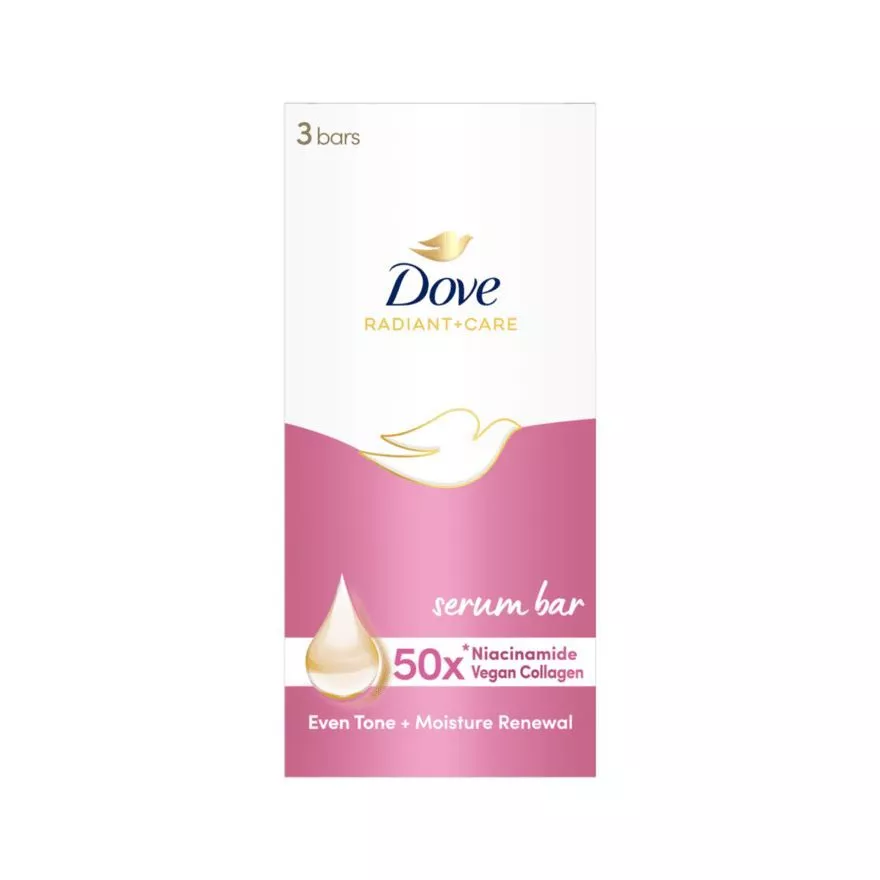 3 bars
Dove
RADIANT+CARE
serum bar
50x* Niacinamide
Vegan Collagen
Even Tone + Moisture Renewal